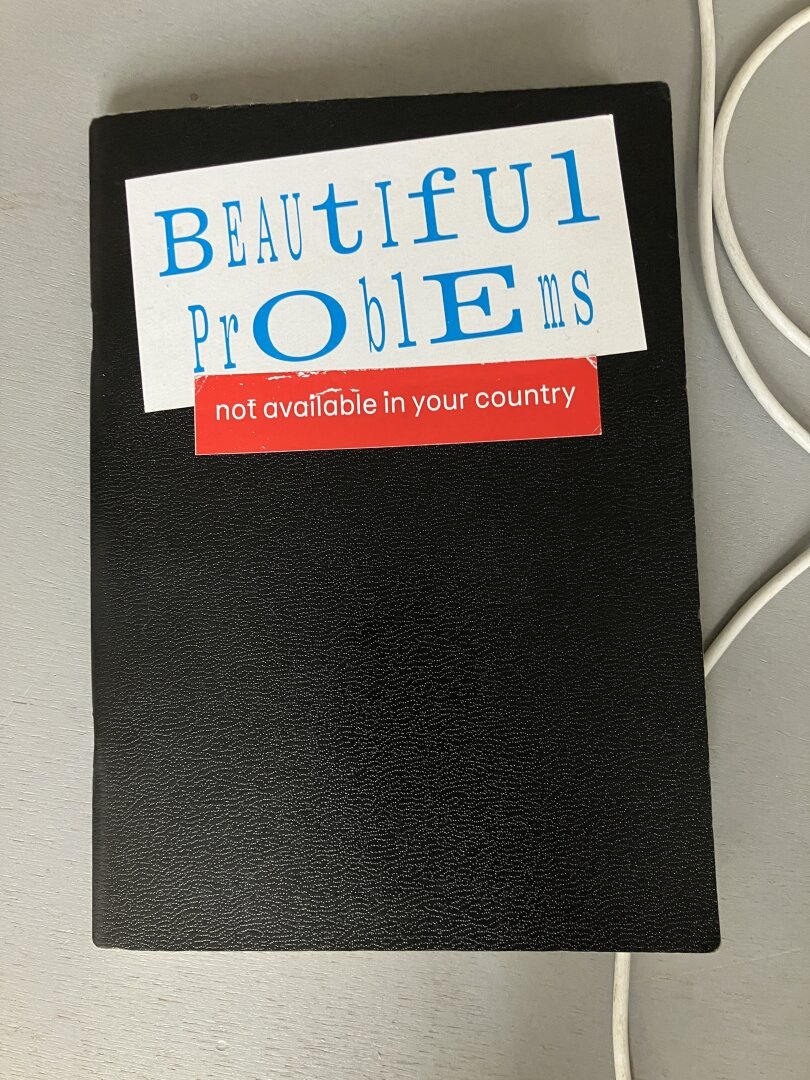 BEAUtIfUl
PrOblEms
not available in your country